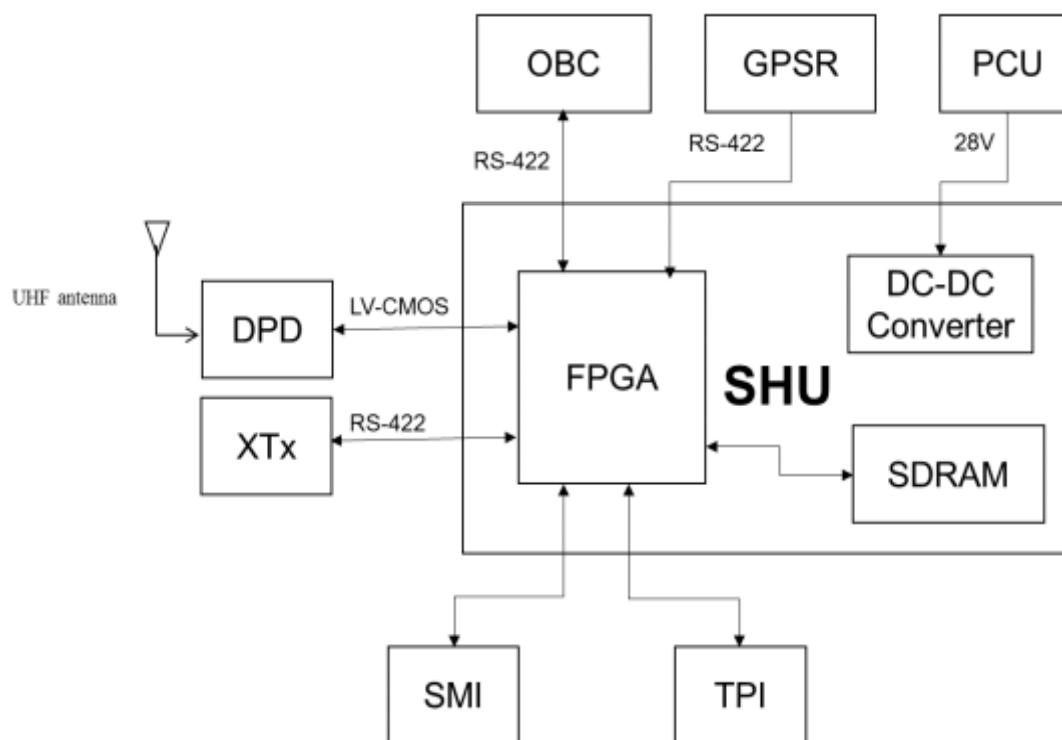 OBC
GPSR
PCU
RS-422
RS-422
28V
UHF antenna
DPD
LV-CMOS
FPGA
DC-DC
Converter
SHU
XTx
RS-422
SDRAM
SMI
TPI